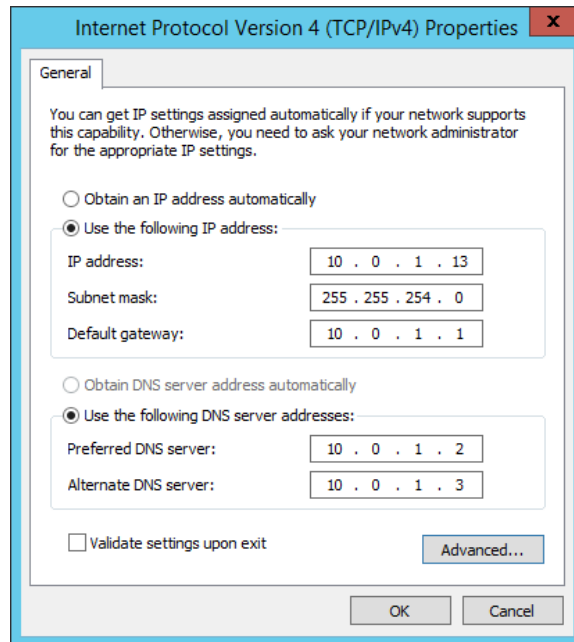 Internet Protocol Version 4 (TCP/IPv4) Properties
x
General
You can get IP settings assigned automatically if your network supports
this capability. Otherwise, you need to ask your network administrator
for the appropriate IP settings.
Obtain an IP address automatically
Use the following IP address:
IP address: 10 . 0 . 1 . 13
Subnet mask: 255 . 255 . 254 . 0
Default gateway: 10 . 0 . 1 . 1
Obtain DNS server address automatically
Use the following DNS server addresses:
Preferred DNS server: 10 . 0 . 1 . 2
Alternate DNS server: 10 . 0 . 1 . 3
Validate settings upon exit
Advanced...
OK Cancel